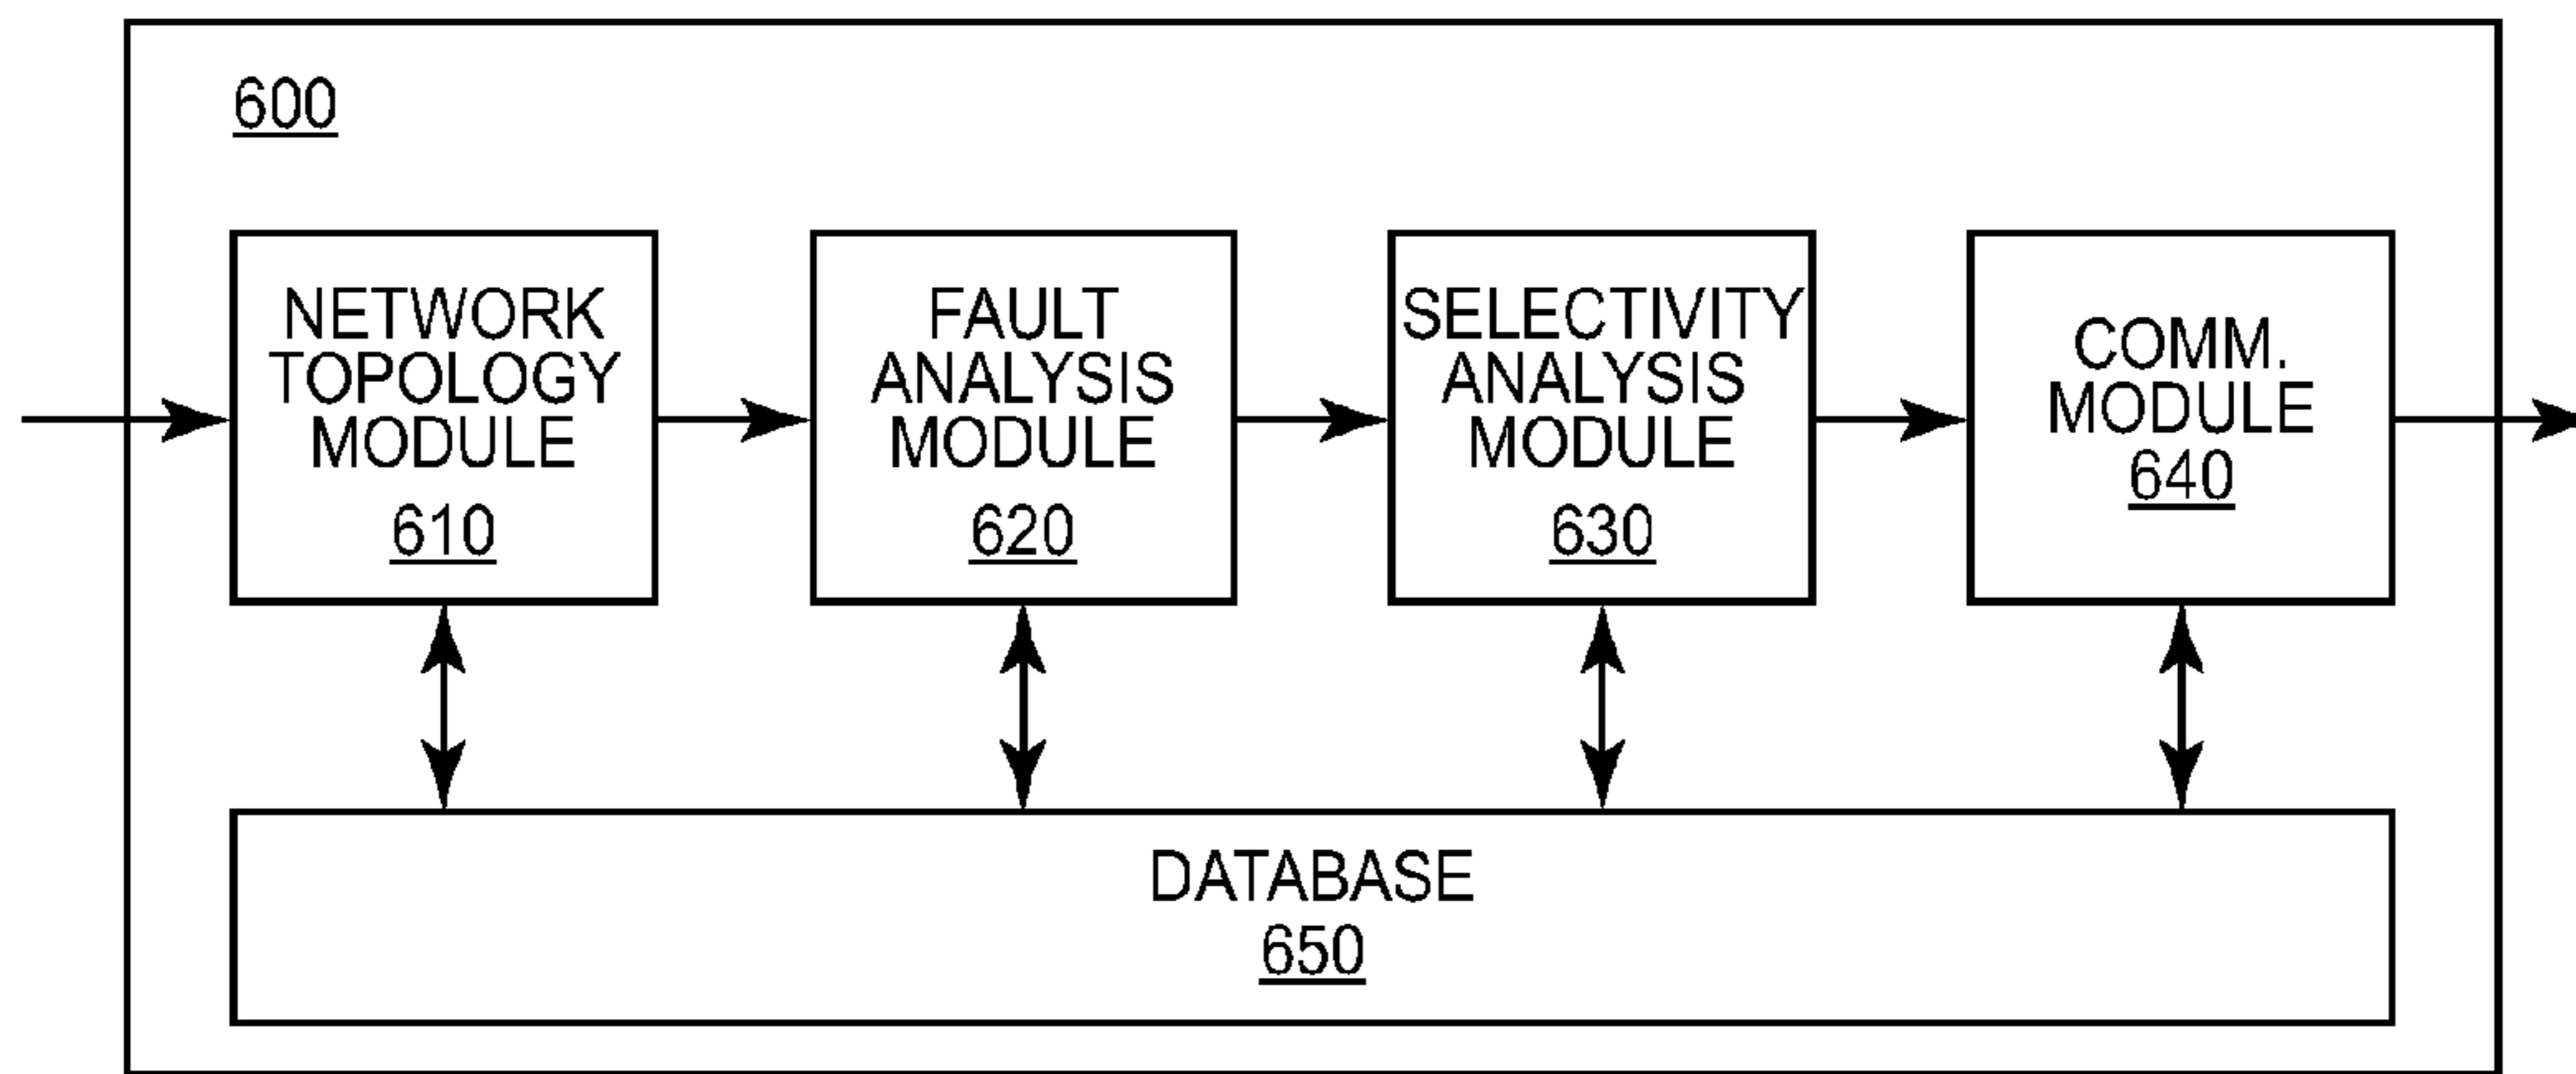 600
NETWORK
TOPOLOGY
MODULE
610
FAULT
ANALYSIS
MODULE
620
SELECTIVITY
ANALYSIS
MODULE
630
COMM.
MODULE
640
DATABASE
650